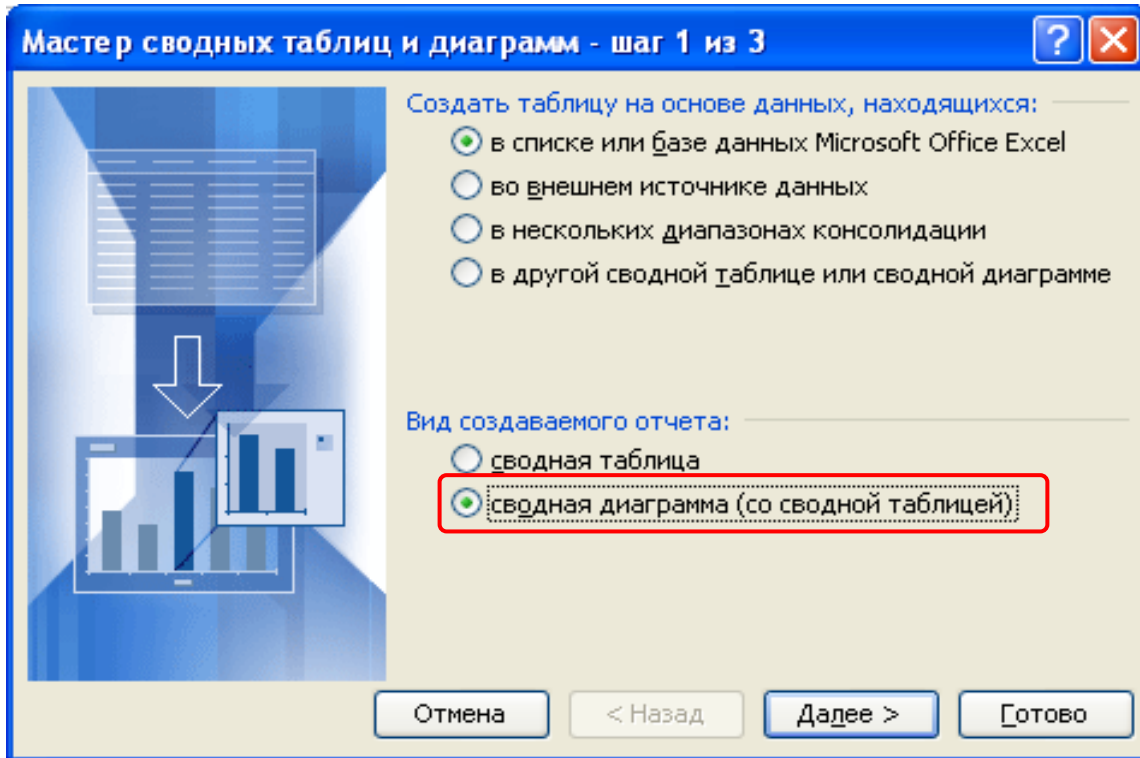 Мастер сводных таблиц и диаграмм - шаг 1 из 3
Создать таблицу на основе данных, находящихся:
в списке или базе данных Microsoft Office Excel
во внешнем источнике данных
в нескольких диапазонах консолидации
в другой сводной таблице или сводной диаграмме
Вид создаваемого отчета:
сводная таблица
сводная диаграмма (со сводной таблицей)
Отмена
< Назад
Далее >
Готово